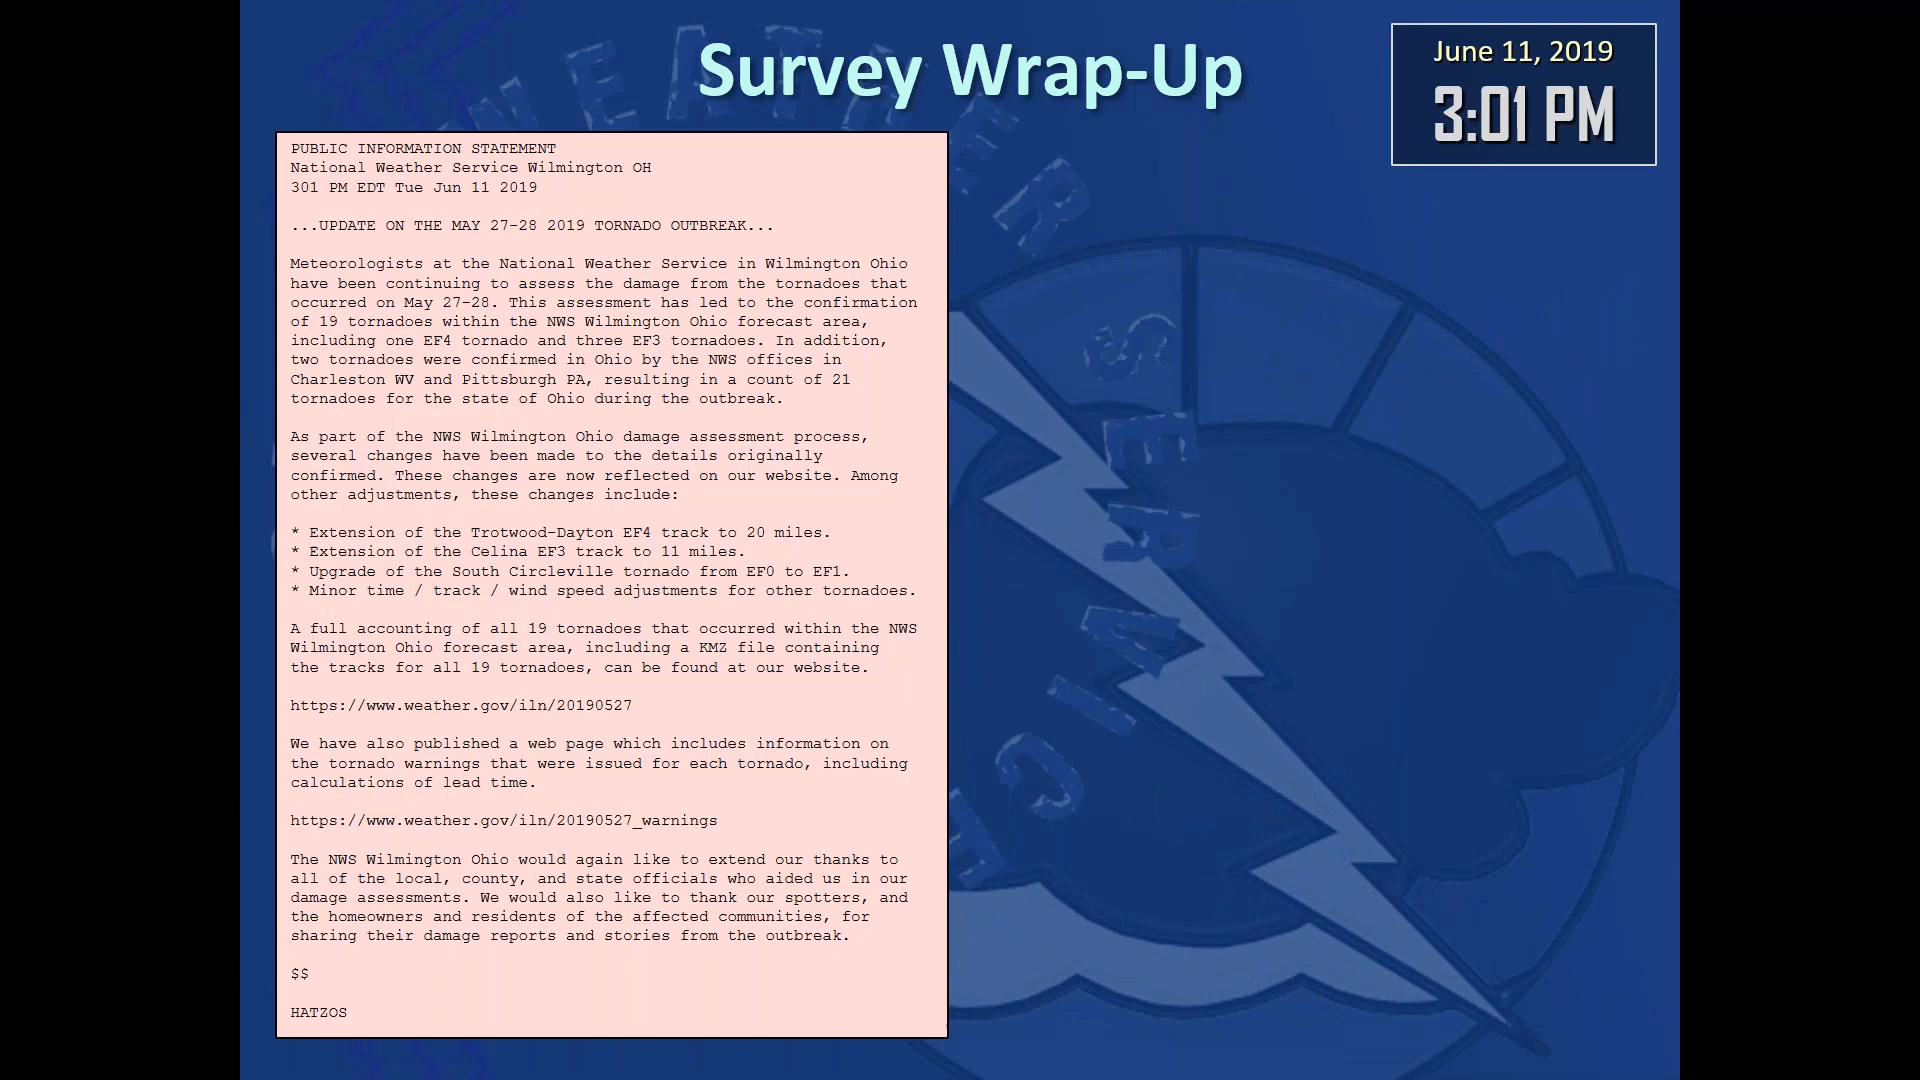 Survey Wrap-Up
June 11, 2019
3:01 PM
PUBLIC INFORMATION STATEMENT
National Weather Service Wilmington OH
301 PM EDT Tue Jun 11 2019
...UPDATE ON THE MAY 27-28 2019 TORNADO OUTBREAK...
Meteorologists at the National Weather Service in Wilmington Ohio
have been continuing to assess the damage from the tornadoes that
occurred on May 27-28. This assessment has led to the confirmation
of 19 tornadoes within the NWS Wilmington Ohio forecast area,
including one EF4 tornado and three EF3 tornadoes. In addition,
two tornadoes were confirmed in Ohio by the NWS offices in
Charleston WV and Pittsburgh PA, resulting in a count of 21
tornadoes for the state of Ohio during the outbreak.
As part of the NWS Wilmington Ohio damage assessment process,
several changes have been made to the details originally
confirmed. These changes are now reflected on our website. Among
other adjustments, these changes include:
* Extension of the Trotwood-Dayton EF4 track to 20 miles.
* Extension of the Celina EF3 track to 11 miles.
* Upgrade of the South Circleville tornado from EF0 to EF1.
* Minor time / track / wind speed adjustments for other tornadoes.
A full accounting of all 19 tornadoes that occurred within the NWS
Wilmington Ohio forecast area, including a KMZ file containing
the tracks for all 19 tornadoes, can be found at our website.
https://www.weather.gov/iln/20190527
We have also published a web page which includes information on
the tornado warnings that were issued for each tornado, including
calculations of lead time.
https://www.weather.gov/iln/20190527_warnings
The NWS Wilmington Ohio would again like to extend our thanks to
all of the local, county, and state officials who aided us in our
damage assessments. We would also like to thank our spotters, and
the homeowners and residents of the affected communities, for
sharing their damage reports and stories from the outbreak.
$$
HATZOS
WEATHER
SERVICE